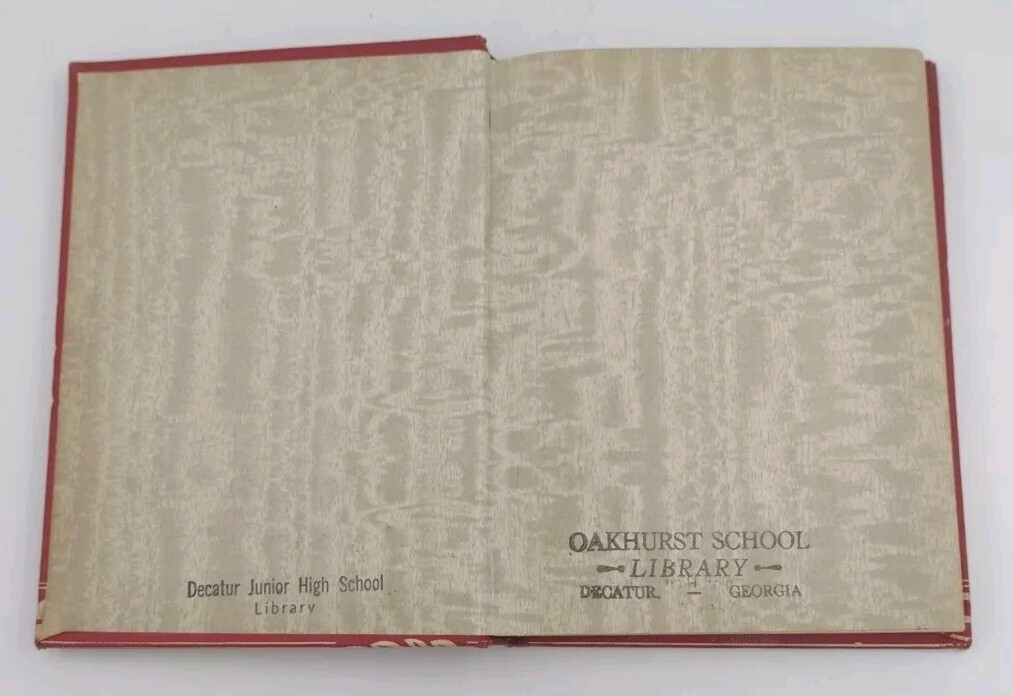 Decatur Junior High School
Library
OAKHURST SCHOOL
LIBRARY
DECATUR — GEORGIA